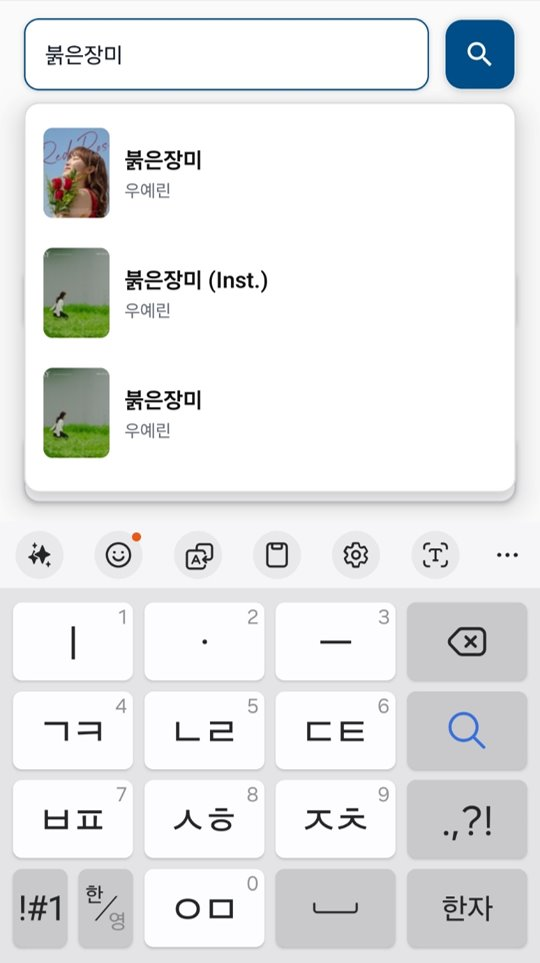 붉은장미
Red Rose
붉은장미
우예린
붉은장미 (Inst.)
우예린
붉은장미
우예린
A
T
1
2
3
ㅣ
·
ㅡ
4
5
6
ㄱㅋ
ㄴㄹ
ㄷㅌ
7
8
9
ㅂㅍ
ㅅㅎ
ㅈㅊ
.,?!
0
!#1
한/영
ㅇㅁ
한자